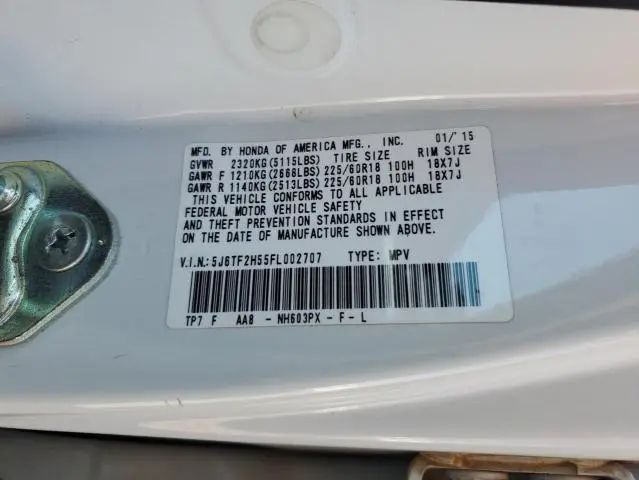 MFD. BY HONDA OF AMERICA MFG., INC. 01/'15
GVWR 2320KG(5115LBS) TIRE SIZE RIM SIZE
GAWR F 1210KG(2668LBS) 225/60R18 100H 18X7J
GAWR R 1140KG(2513LBS) 225/60R18 100H 18X7J
THIS VEHICLE CONFORMS TO ALL APPLICABLE
FEDERAL MOTOR VEHICLE SAFETY
AND THEFT PREVENTION STANDARDS IN EFFECT
ON THE DATE OF MANUFACTURE SHOWN ABOVE.
V.I.N.:5J6TF2H55FL002707 TYPE: MPV
TP7 F AA8 - NH603PX - F - L